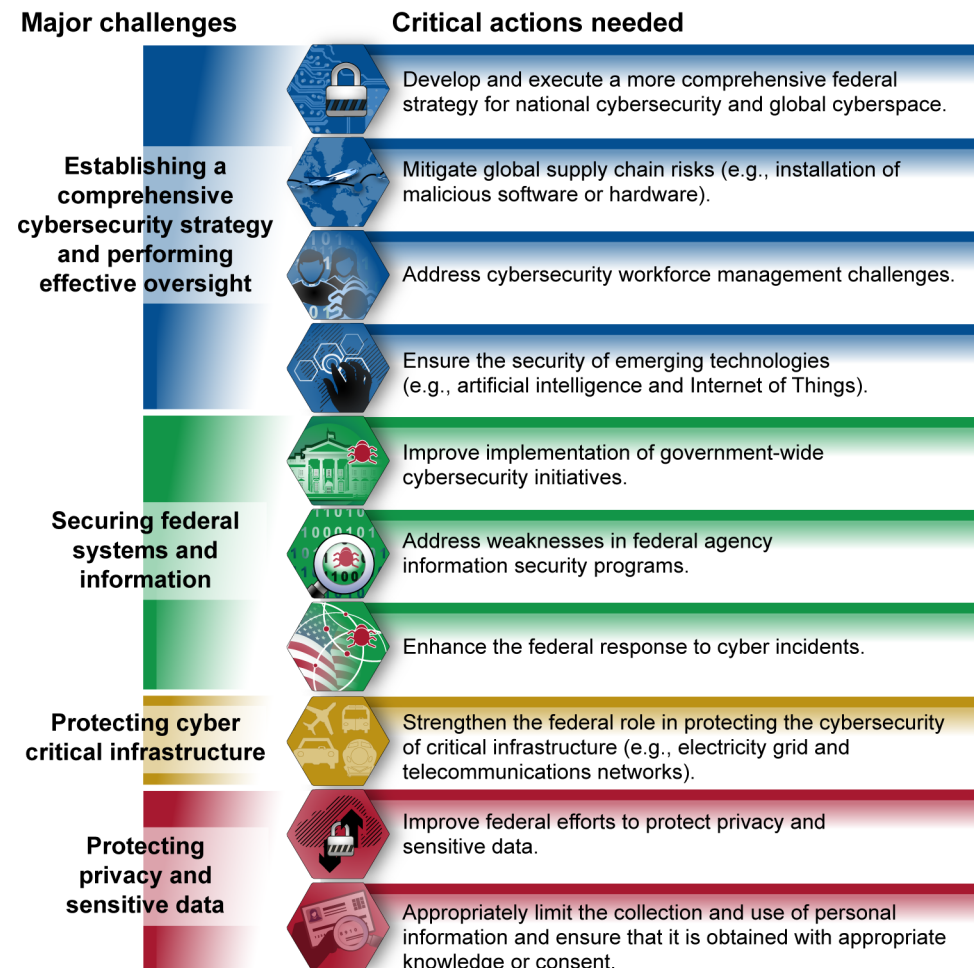 Major challenges
Critical actions needed
Establishing a
comprehensive
cybersecurity strategy
and performing
effective oversight
Develop and execute a more comprehensive federal
strategy for national cybersecurity and global cyberspace.
Mitigate global supply chain risks (e.g., installation of
malicious software or hardware).
Address cybersecurity workforce management challenges.
Ensure the security of emerging technologies
(e.g., artificial intelligence and Internet of Things).
Securing federal
systems and
information
Improve implementation of government-wide
cybersecurity initiatives.
Address weaknesses in federal agency
information security programs.
Enhance the federal response to cyber incidents.
Protecting cyber
critical infrastructure
Strengthen the federal role in protecting the cybersecurity
of critical infrastructure (e.g., electricity grid and
telecommunications networks).
Protecting
privacy and
sensitive data
Improve federal efforts to protect privacy and
sensitive data.
Appropriately limit the collection and use of personal
information and ensure that it is obtained with appropriate
knowledge or consent.